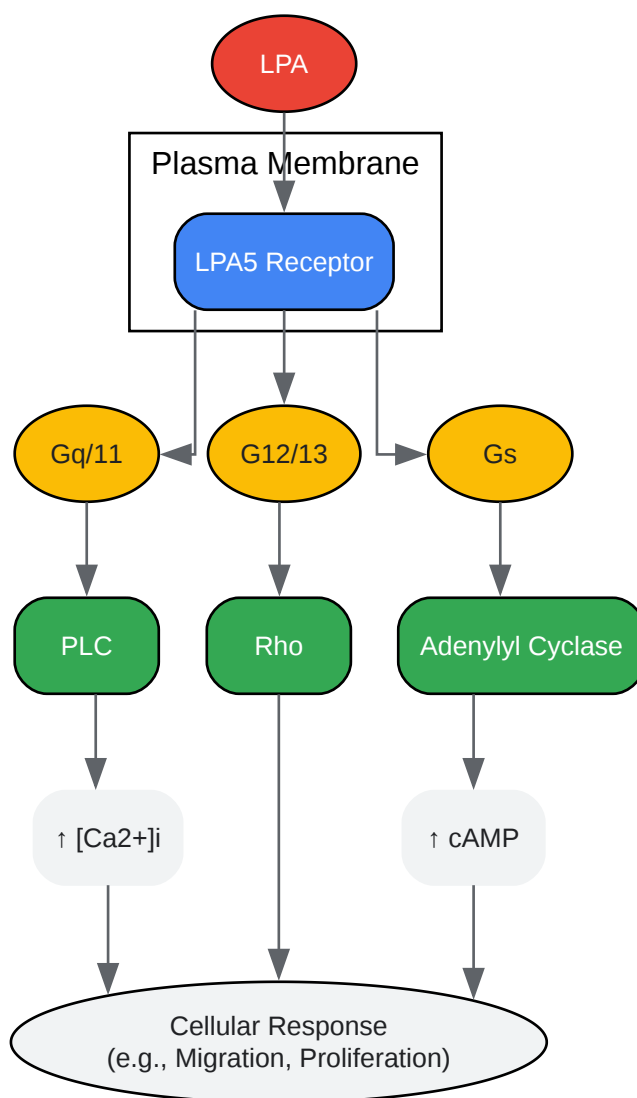 LPA
Plasma Membrane
LPA5 Receptor
Gq/11
G12/13
Gs
PLC
Rho
Adenylyl Cyclase
↑ [Ca2+]i
↑ cAMP
Cellular Response
(e.g., Migration, Proliferation)